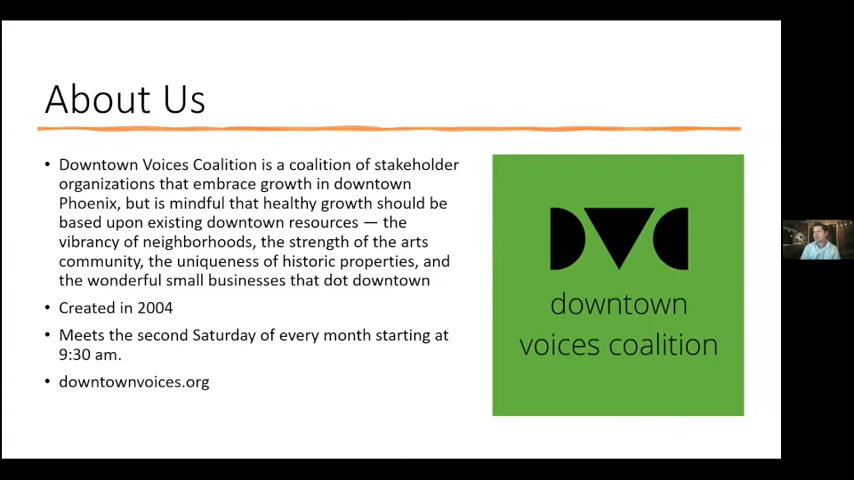 About Us
• Downtown Voices Coalition is a coalition of stakeholder
organizations that embrace growth in downtown
Phoenix, but is mindful that healthy growth should be
based upon existing downtown resources — the
vibrancy of neighborhoods, the strength of the arts
community, the uniqueness of historic properties, and
the wonderful small businesses that dot downtown
• Created in 2004
• Meets the second Saturday of every month starting at
9:30 am.
• downtownvoices.org
DVC
downtown
voices coalition